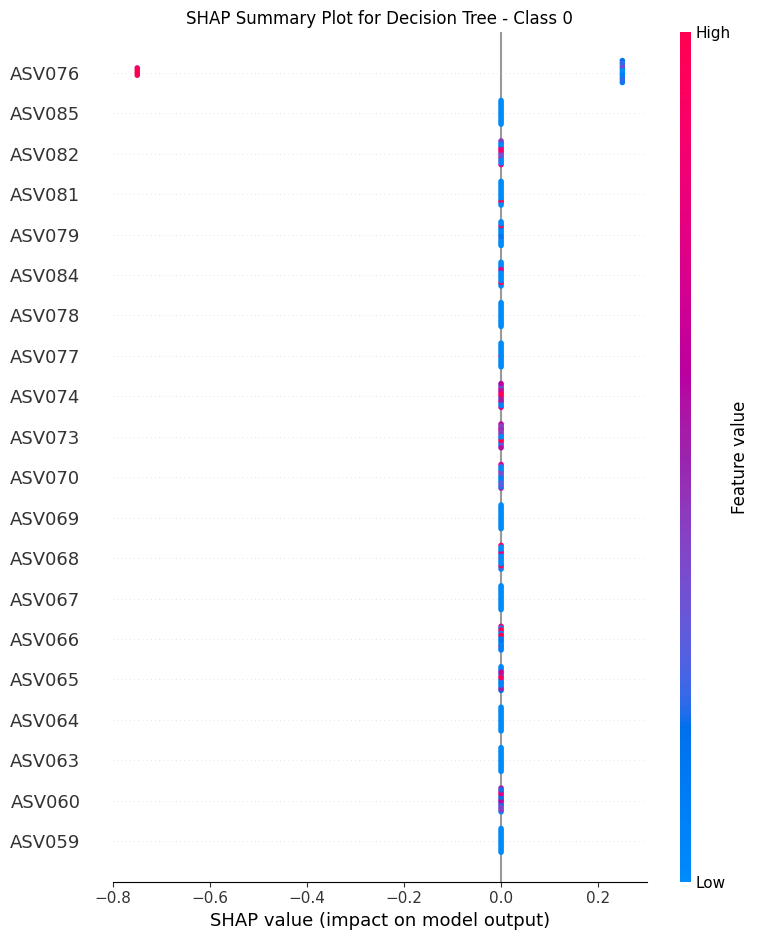 SHAP Summary Plot for Decision Tree - Class 0
High
ASV076
ASV085
ASV082
ASV081
ASV079
ASV084
ASV078
ASV077
ASV074
ASV073
ASV070
ASV069
ASV068
ASV067
ASV066
ASV065
ASV064
ASV063
ASV060
ASV059
Feature value
Low
−0.8 −0.6 −0.4 −0.2 0.0 0.2
SHAP value (impact on model output)